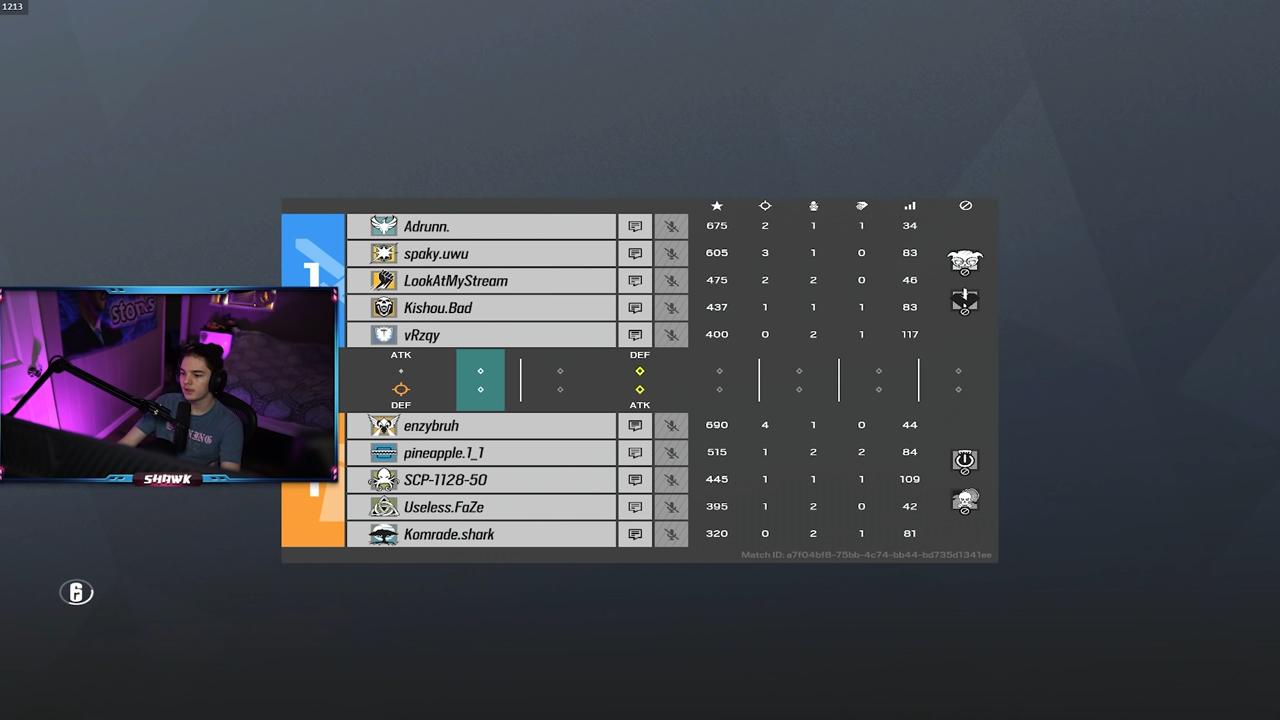 1213
Adrunn. 675 2 1 1 34
spaky.uwu 605 3 1 0 83
LookAtMyStream 475 2 2 0 46
1
Kishou.Bad 437 1 1 1 83
vRzqy 400 0 2 1 117
stonks
ATK DEF
DEF ATK
enzybruh 690 4 1 0 44
pineapple.1_1 515 1 2 2 84
SCP-1128-50 445 1 1 1 109
SHAWK
Useless.FaZe 395 1 2 0 42
Komrade.shark 320 0 2 1 81
Match ID: a7f04bf8-75bb-4c74-bb44-bd735d1341ee
6